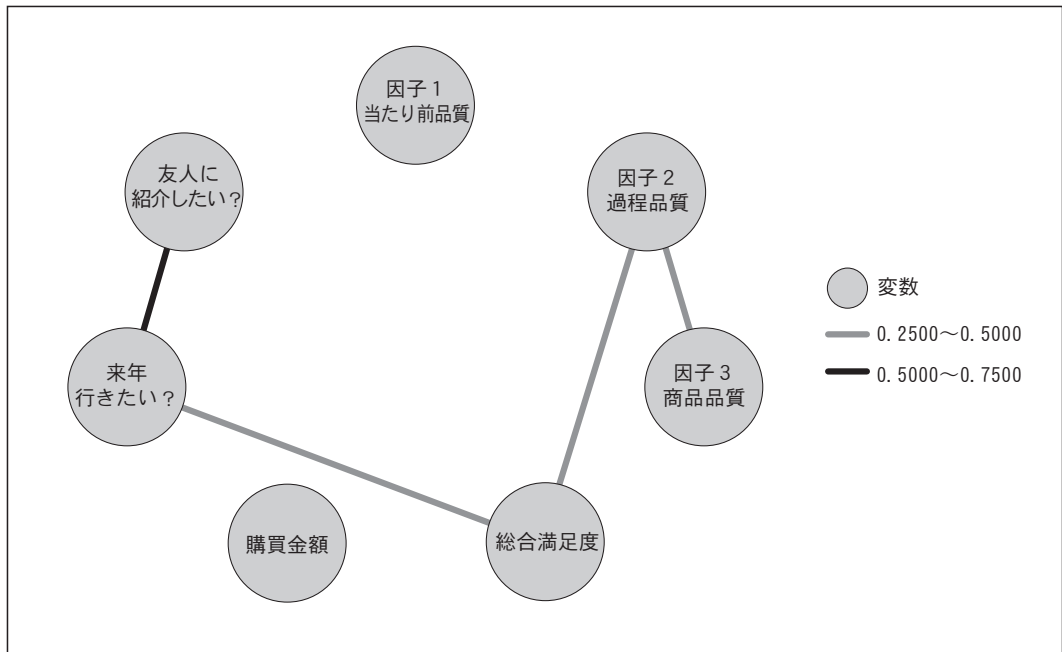 因子1
当たり前品質
友人に
紹介したい?
因子2
過程品質
変数
0.2500~0.5000
0.5000~0.7500
来年
行きたい?
因子3
商品品質
購買金額
総合満足度